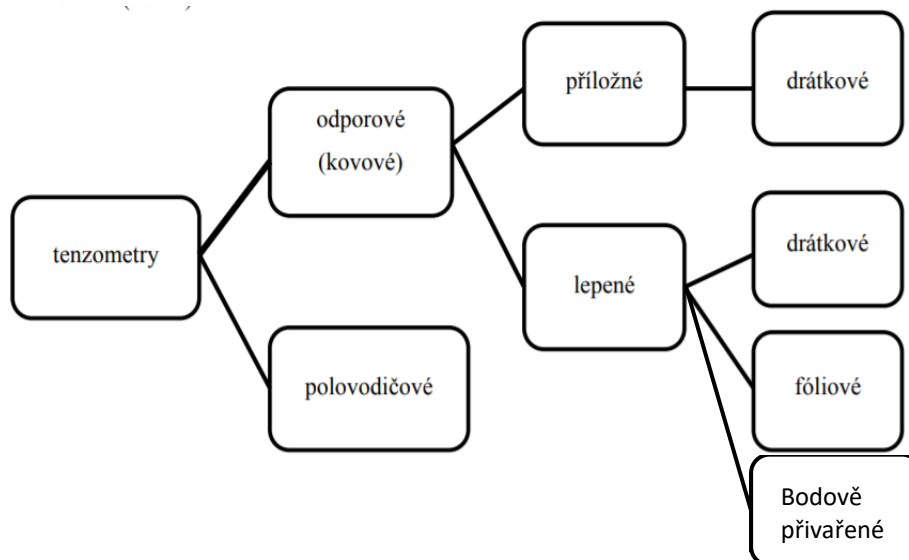 tenzometry
odporové
(kovové)
polovodičové
příložné
lepené
drátkové
drátkové
fóliové
Bodově
přivařené